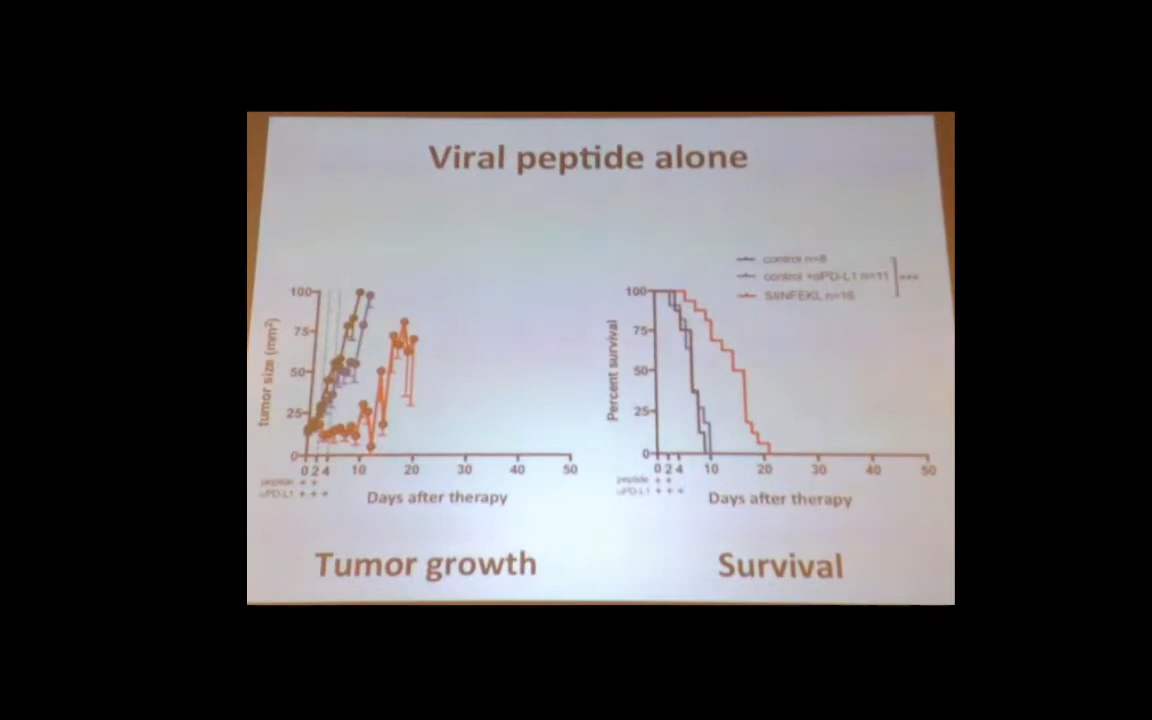 Viral peptide alone
control n=8
control +αPD-L1 n=11
***
SIINFEKL n=16
100
75
50
25
0
tumor size (mm²)
0 2 4 10 20 30 40 50
peptide + +
αPD-L1 + + +
Days after therapy
Tumor growth
100
75
50
25
0
Percent survival
0 2 4 10 20 30 40 50
peptide + +
αPD-L1 + + +
Days after therapy
Survival